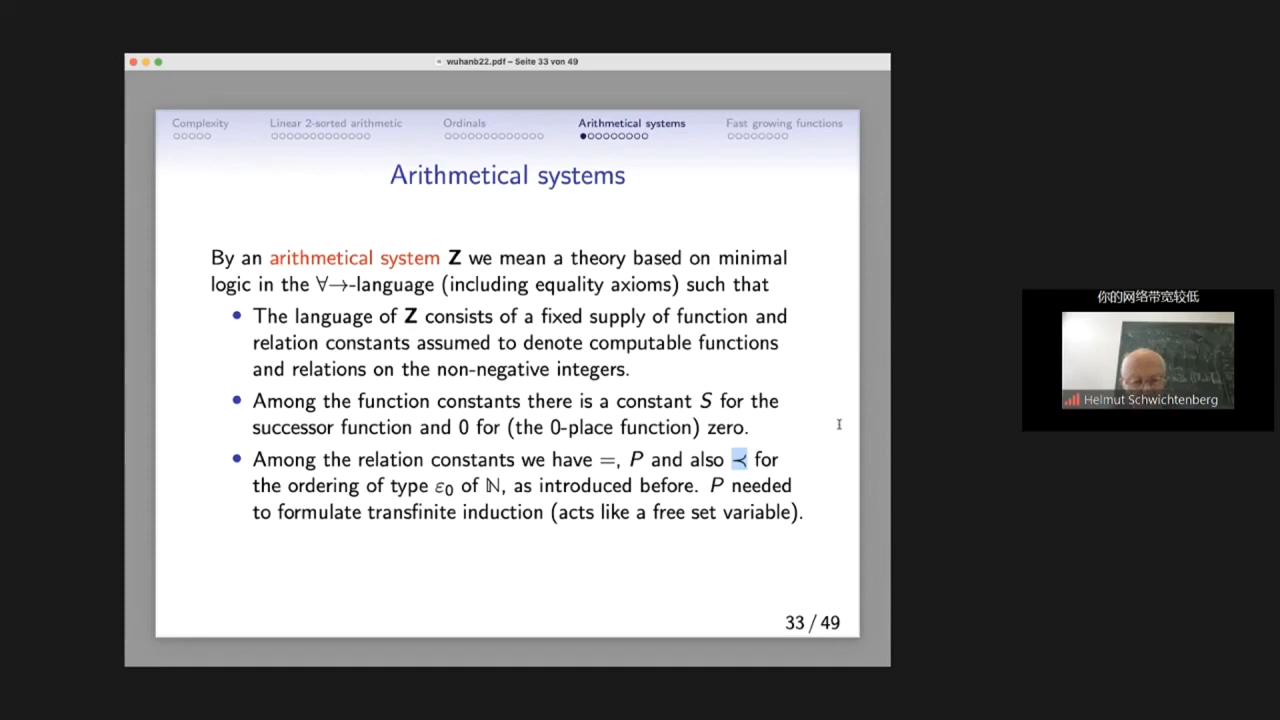 wuhanb22.pdf – Seite 33 von 49
Complexity Linear 2-sorted arithmetic Ordinals Arithmetical systems Fast growing functions
Arithmetical systems
By an arithmetical system Z we mean a theory based on minimal
logic in the ∀→-language (including equality axioms) such that
• The language of Z consists of a fixed supply of function and
relation constants assumed to denote computable functions
and relations on the non-negative integers.
• Among the function constants there is a constant S for the
successor function and 0 for (the 0-place function) zero.
• Among the relation constants we have =, P and also ≺ for
the ordering of type ε₀ of ℕ, as introduced before. P needed
to formulate transfinite induction (acts like a free set variable).
33 / 49
你的网络带宽较低
Helmut Schwichtenberg